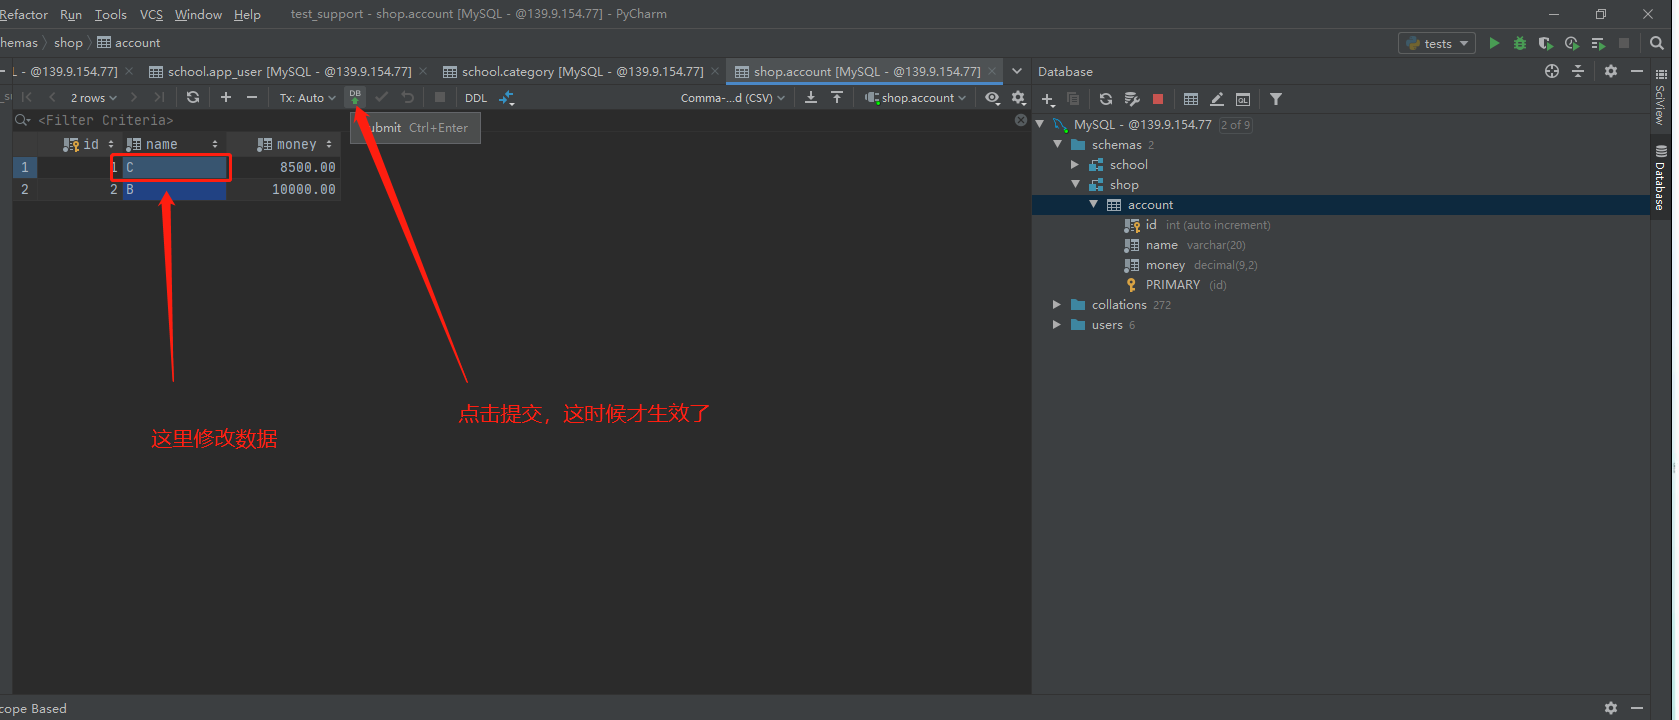 Refactor Run Tools VCS Window Help test_support - shop.account [MySQL - @139.9.154.77] - PyCharm
hemas shop account tests
L - @139.9.154.77] school.app_user [MySQL - @139.9.154.77] school.category [MySQL - @139.9.154.77] shop.account [MySQL - @139.9.154.77] Database
2 rows Tx: Auto DB DDL Comma-...d (CSV) shop.account
<Filter Criteria> ubmit Ctrl+Enter
MySQL - @139.9.154.77 2 of 9
id name money
schemas 2
1 1 C 8500.00
school
2 2 B 10000.00
shop
account
id int (auto increment)
name varchar(20)
money decimal(9,2)
PRIMARY (id)
collations 272
users 6
SciView
Database
点击提交，这时候才生效了
这里修改数据
cope Based